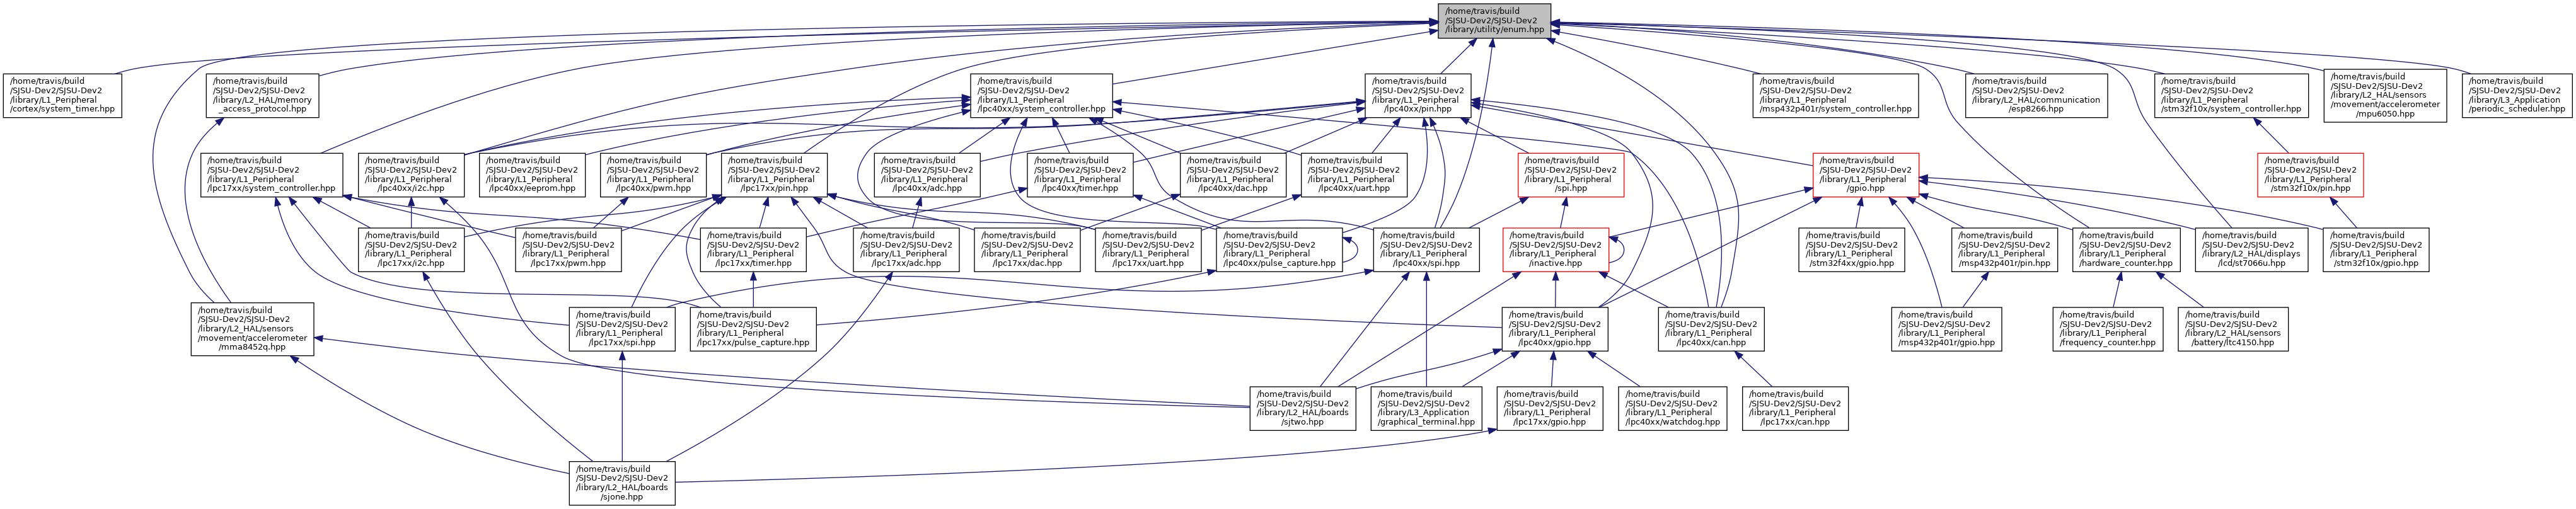 /home/travis/build
/SJSU-Dev2/SJSU-Dev2
/library/utility/enum.hpp
/home/travis/build
/SJSU-Dev2/SJSU-Dev2
/library/L1_Peripheral
/cortex/system_timer.hpp
/home/travis/build
/SJSU-Dev2/SJSU-Dev2
/library/L2_HAL/memory
_access_protocol.hpp
/home/travis/build
/SJSU-Dev2/SJSU-Dev2
/library/L1_Peripheral
/lpc40xx/system_controller.hpp
/home/travis/build
/SJSU-Dev2/SJSU-Dev2
/library/L1_Peripheral
/lpc40xx/pin.hpp
/home/travis/build
/SJSU-Dev2/SJSU-Dev2
/library/L1_Peripheral
/msp432p401r/system_controller.hpp
/home/travis/build
/SJSU-Dev2/SJSU-Dev2
/library/L2_HAL/communication
/esp8266.hpp
/home/travis/build
/SJSU-Dev2/SJSU-Dev2
/library/L1_Peripheral
/stm32f10x/system_controller.hpp
/home/travis/build
/SJSU-Dev2/SJSU-Dev2
/library/L2_HAL/sensors
/movement/accelerometer
/mpu6050.hpp
/home/travis/build
/SJSU-Dev2/SJSU-Dev2
/library/L3_Application
/periodic_scheduler.hpp
/home/travis/build
/SJSU-Dev2/SJSU-Dev2
/library/L1_Peripheral
/lpc17xx/system_controller.hpp
/home/travis/build
/SJSU-Dev2/SJSU-Dev2
/library/L1_Peripheral
/lpc40xx/i2c.hpp
/home/travis/build
/SJSU-Dev2/SJSU-Dev2
/library/L1_Peripheral
/lpc40xx/eeprom.hpp
/home/travis/build
/SJSU-Dev2/SJSU-Dev2
/library/L1_Peripheral
/lpc40xx/pwm.hpp
/home/travis/build
/SJSU-Dev2/SJSU-Dev2
/library/L1_Peripheral
/lpc17xx/pin.hpp
/home/travis/build
/SJSU-Dev2/SJSU-Dev2
/library/L1_Peripheral
/lpc40xx/adc.hpp
/home/travis/build
/SJSU-Dev2/SJSU-Dev2
/library/L1_Peripheral
/lpc40xx/timer.hpp
/home/travis/build
/SJSU-Dev2/SJSU-Dev2
/library/L1_Peripheral
/lpc40xx/dac.hpp
/home/travis/build
/SJSU-Dev2/SJSU-Dev2
/library/L1_Peripheral
/lpc40xx/uart.hpp
/home/travis/build
/SJSU-Dev2/SJSU-Dev2
/library/L1_Peripheral
/spi.hpp
/home/travis/build
/SJSU-Dev2/SJSU-Dev2
/library/L1_Peripheral
/gpio.hpp
/home/travis/build
/SJSU-Dev2/SJSU-Dev2
/library/L1_Peripheral
/stm32f10x/pin.hpp
/home/travis/build
/SJSU-Dev2/SJSU-Dev2
/library/L1_Peripheral
/lpc17xx/i2c.hpp
/home/travis/build
/SJSU-Dev2/SJSU-Dev2
/library/L1_Peripheral
/lpc17xx/pwm.hpp
/home/travis/build
/SJSU-Dev2/SJSU-Dev2
/library/L1_Peripheral
/lpc17xx/timer.hpp
/home/travis/build
/SJSU-Dev2/SJSU-Dev2
/library/L1_Peripheral
/lpc17xx/adc.hpp
/home/travis/build
/SJSU-Dev2/SJSU-Dev2
/library/L1_Peripheral
/lpc17xx/dac.hpp
/home/travis/build
/SJSU-Dev2/SJSU-Dev2
/library/L1_Peripheral
/lpc17xx/uart.hpp
/home/travis/build
/SJSU-Dev2/SJSU-Dev2
/library/L1_Peripheral
/lpc40xx/pulse_capture.hpp
/home/travis/build
/SJSU-Dev2/SJSU-Dev2
/library/L1_Peripheral
/lpc40xx/spi.hpp
/home/travis/build
/SJSU-Dev2/SJSU-Dev2
/library/L1_Peripheral
/inactive.hpp
/home/travis/build
/SJSU-Dev2/SJSU-Dev2
/library/L1_Peripheral
/stm32f4xx/gpio.hpp
/home/travis/build
/SJSU-Dev2/SJSU-Dev2
/library/L1_Peripheral
/msp432p401r/pin.hpp
/home/travis/build
/SJSU-Dev2/SJSU-Dev2
/library/L1_Peripheral
/hardware_counter.hpp
/home/travis/build
/SJSU-Dev2/SJSU-Dev2
/library/L2_HAL/displays
/lcd/st7066u.hpp
/home/travis/build
/SJSU-Dev2/SJSU-Dev2
/library/L1_Peripheral
/stm32f10x/gpio.hpp
/home/travis/build
/SJSU-Dev2/SJSU-Dev2
/library/L2_HAL/sensors
/movement/accelerometer
/mma8452q.hpp
/home/travis/build
/SJSU-Dev2/SJSU-Dev2
/library/L1_Peripheral
/lpc17xx/spi.hpp
/home/travis/build
/SJSU-Dev2/SJSU-Dev2
/library/L1_Peripheral
/lpc17xx/pulse_capture.hpp
/home/travis/build
/SJSU-Dev2/SJSU-Dev2
/library/L1_Peripheral
/lpc40xx/gpio.hpp
/home/travis/build
/SJSU-Dev2/SJSU-Dev2
/library/L1_Peripheral
/lpc40xx/can.hpp
/home/travis/build
/SJSU-Dev2/SJSU-Dev2
/library/L1_Peripheral
/msp432p401r/gpio.hpp
/home/travis/build
/SJSU-Dev2/SJSU-Dev2
/library/L1_Peripheral
/frequency_counter.hpp
/home/travis/build
/SJSU-Dev2/SJSU-Dev2
/library/L2_HAL/sensors
/battery/ltc4150.hpp
/home/travis/build
/SJSU-Dev2/SJSU-Dev2
/library/L2_HAL/boards
/sjtwo.hpp
/home/travis/build
/SJSU-Dev2/SJSU-Dev2
/library/L3_Application
/graphical_terminal.hpp
/home/travis/build
/SJSU-Dev2/SJSU-Dev2
/library/L1_Peripheral
/lpc17xx/gpio.hpp
/home/travis/build
/SJSU-Dev2/SJSU-Dev2
/library/L1_Peripheral
/lpc40xx/watchdog.hpp
/home/travis/build
/SJSU-Dev2/SJSU-Dev2
/library/L1_Peripheral
/lpc17xx/can.hpp
/home/travis/build
/SJSU-Dev2/SJSU-Dev2
/library/L2_HAL/boards
/sjone.hpp